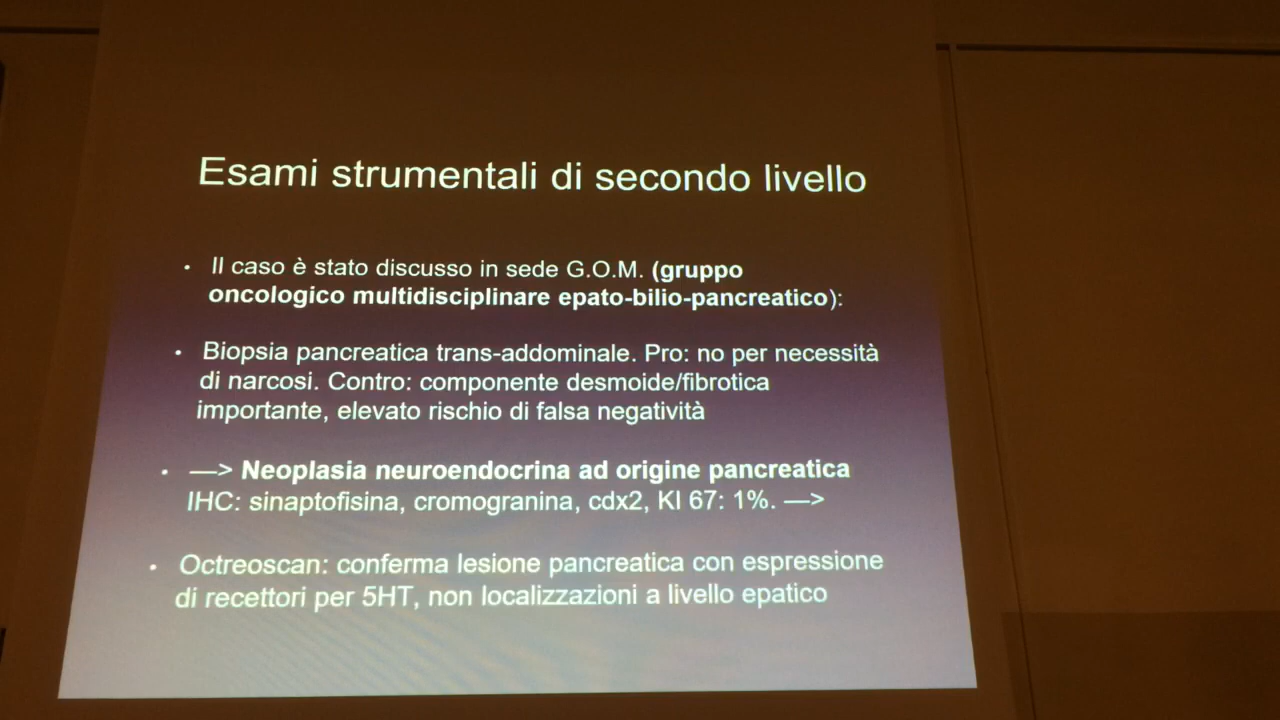 Esami strumentali di secondo livello
• Il caso è stato discusso in sede G.O.M. (gruppo
oncologico multidisciplinare epato-bilio-pancreatico):
• Biopsia pancreatica trans-addominale. Pro: no per necessità
di narcosi. Contro: componente desmoide/fibrotica
importante, elevato rischio di falsa negatività
• —> Neoplasia neuroendocrina ad origine pancreatica
IHC: sinaptofisina, cromogranina, cdx2, KI 67: 1%. —>
• Octreoscan: conferma lesione pancreatica con espressione
di recettori per 5HT, non localizzazioni a livello epatico